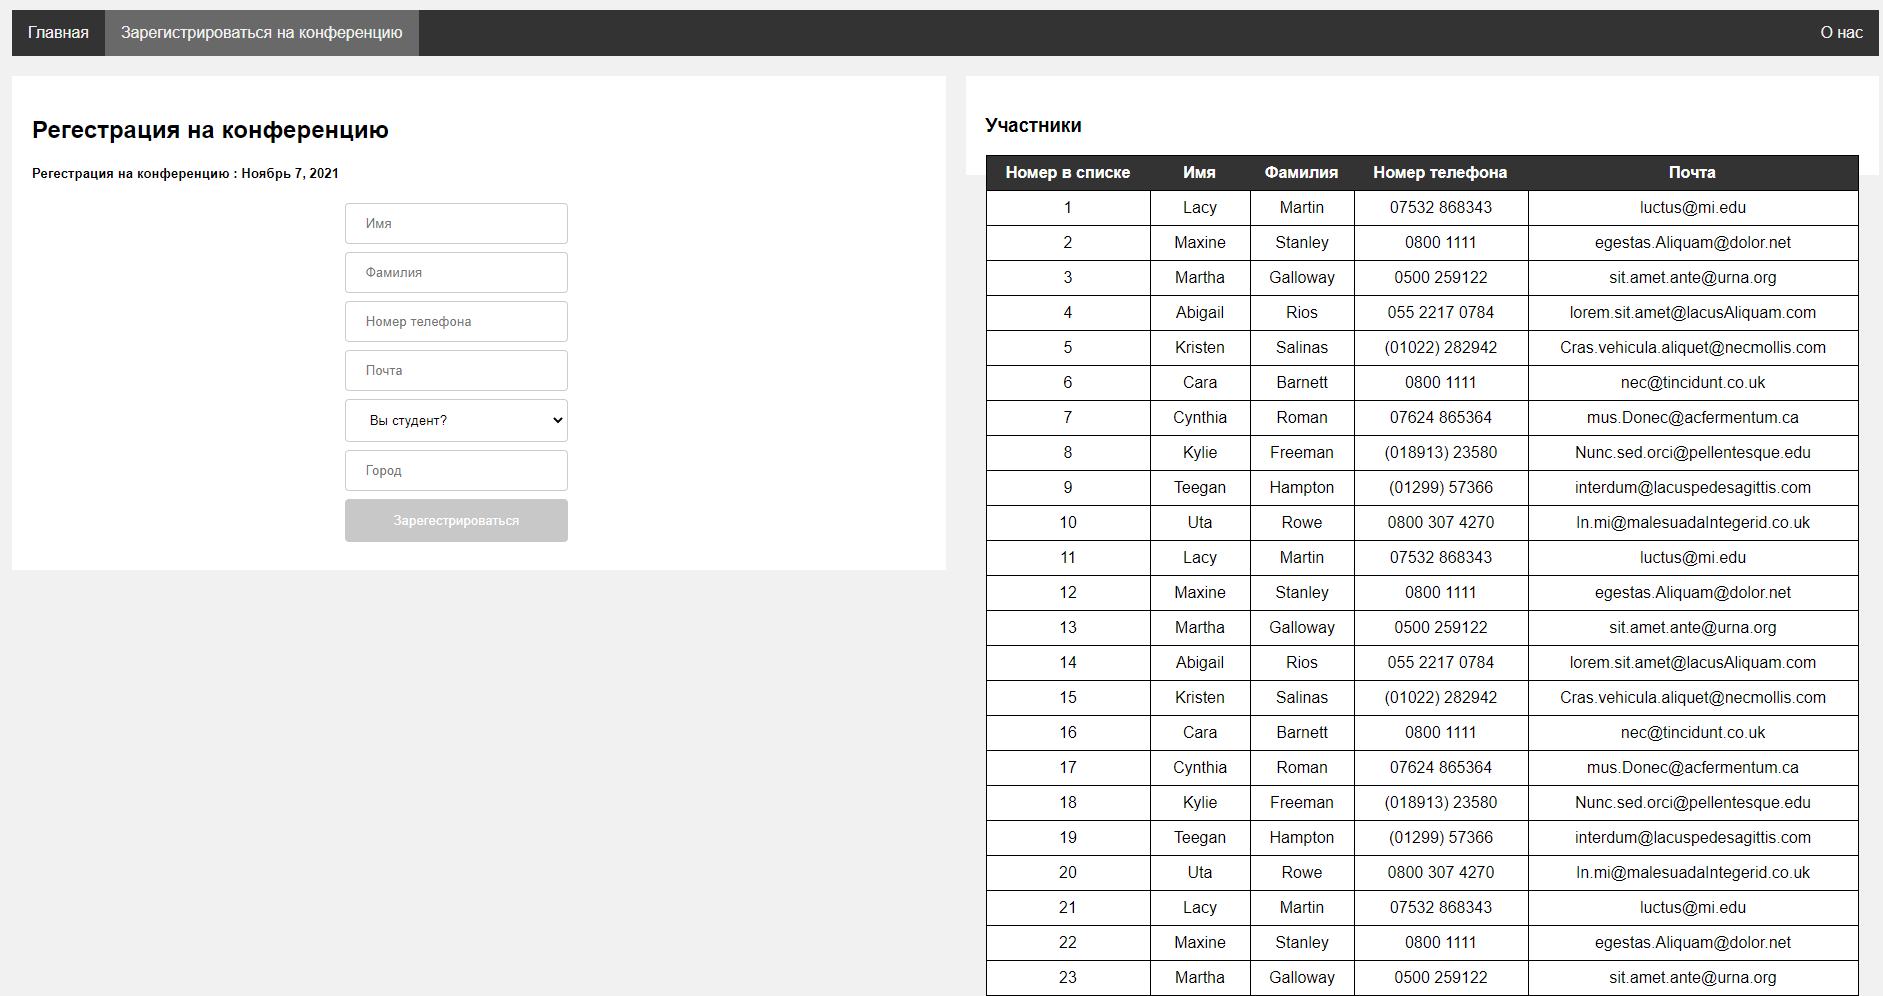 Главная Зарегистрироваться на конференцию О нас
Регестрация на конференцию
Регестрация на конференцию : Ноябрь 7, 2021
Имя
Фамилия
Номер телефона
Почта
Вы студент?
Город
Зарегестрироваться
Участники
Номер в списке Имя Фамилия Номер телефона Почта
1 Lacy Martin 07532 868343 luctus@mi.edu
2 Maxine Stanley 0800 1111 egestas.Aliquam@dolor.net
3 Martha Galloway 0500 259122 sit.amet.ante@urna.org
4 Abigail Rios 055 2217 0784 lorem.sit.amet@lacusAliquam.com
5 Kristen Salinas (01022) 282942 Cras.vehicula.aliquet@necmollis.com
6 Cara Barnett 0800 1111 nec@tincidunt.co.uk
7 Cynthia Roman 07624 865364 mus.Donec@acfermentum.ca
8 Kylie Freeman (018913) 23580 Nunc.sed.orci@pellentesque.edu
9 Teegan Hampton (01299) 57366 interdum@lacuspedesagittis.com
10 Uta Rowe 0800 307 4270 In.mi@malesuadaIntegerid.co.uk
11 Lacy Martin 07532 868343 luctus@mi.edu
12 Maxine Stanley 0800 1111 egestas.Aliquam@dolor.net
13 Martha Galloway 0500 259122 sit.amet.ante@urna.org
14 Abigail Rios 055 2217 0784 lorem.sit.amet@lacusAliquam.com
15 Kristen Salinas (01022) 282942 Cras.vehicula.aliquet@necmollis.com
16 Cara Barnett 0800 1111 nec@tincidunt.co.uk
17 Cynthia Roman 07624 865364 mus.Donec@acfermentum.ca
18 Kylie Freeman (018913) 23580 Nunc.sed.orci@pellentesque.edu
19 Teegan Hampton (01299) 57366 interdum@lacuspedesagittis.com
20 Uta Rowe 0800 307 4270 In.mi@malesuadaIntegerid.co.uk
21 Lacy Martin 07532 868343 luctus@mi.edu
22 Maxine Stanley 0800 1111 egestas.Aliquam@dolor.net
23 Martha Galloway 0500 259122 sit.amet.ante@urna.org